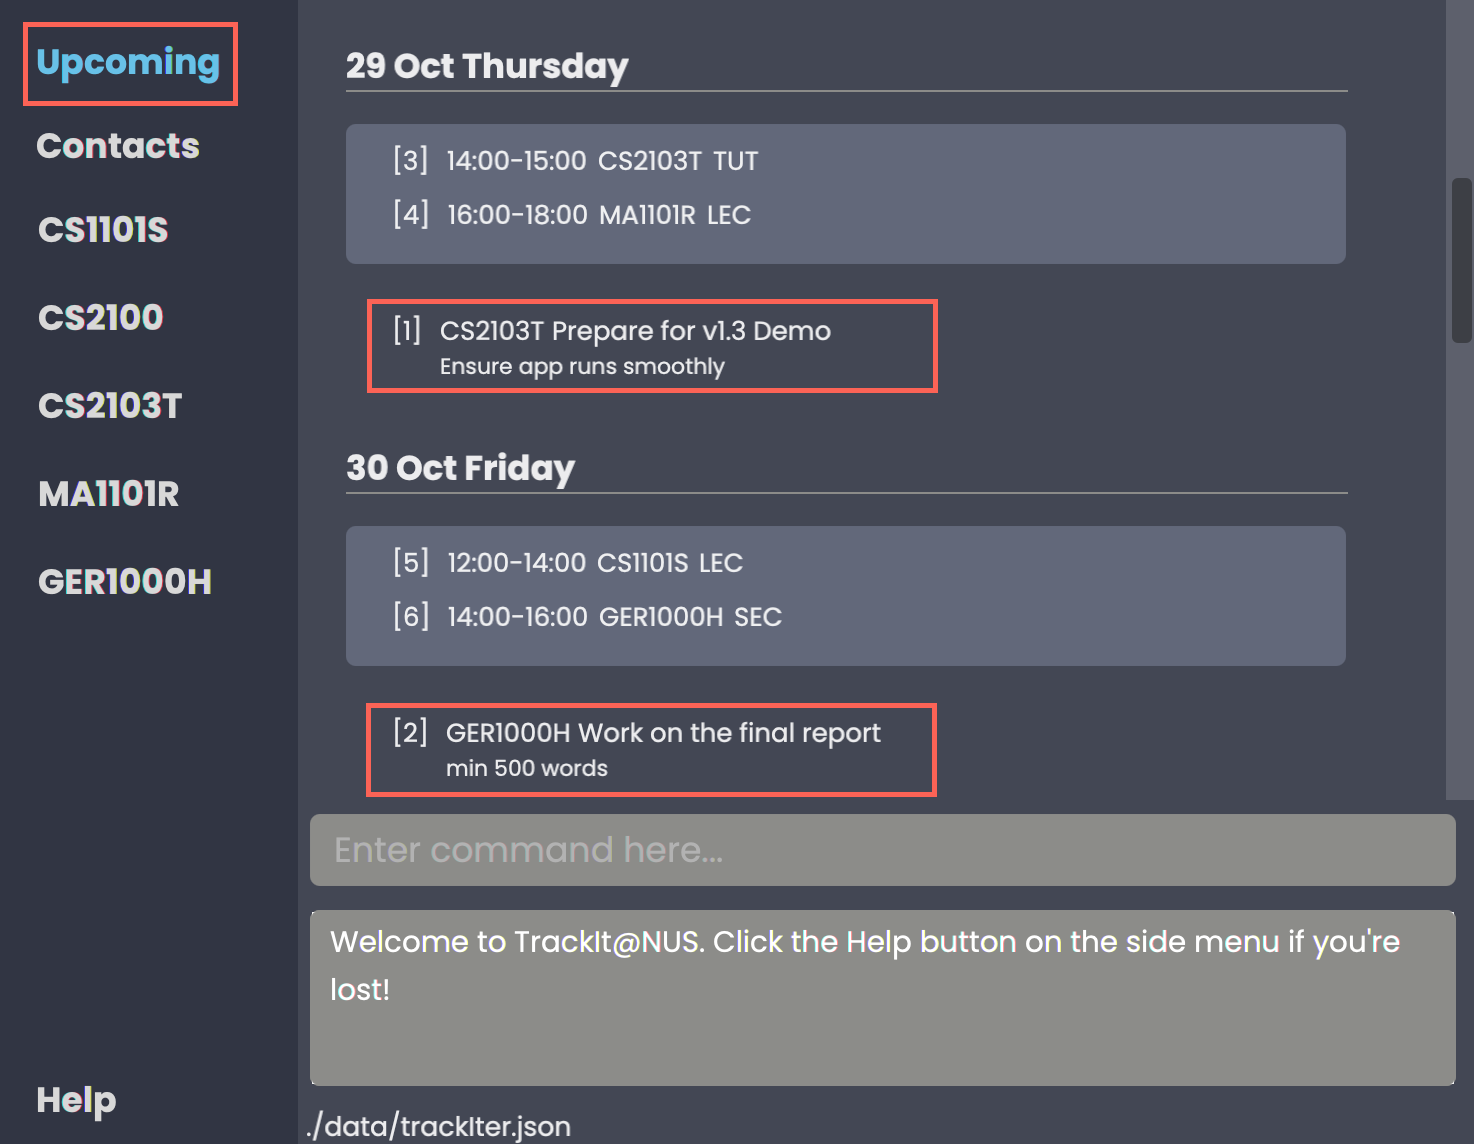 Upcoming
Contacts
CS1101S
CS2100
CS2103T
MA1101R
GER1000H
Help
29 Oct Thursday
[3] 14:00-15:00 CS2103T TUT
[4] 16:00-18:00 MA1101R LEC
[1] CS2103T Prepare for v1.3 Demo
Ensure app runs smoothly
30 Oct Friday
[5] 12:00-14:00 CS1101S LEC
[6] 14:00-16:00 GER1000H SEC
[2] GER1000H Work on the final report
min 500 words
Enter command here...
Welcome to TrackIt@NUS. Click the Help button on the side menu if you're
lost!
./data/trackIter.json